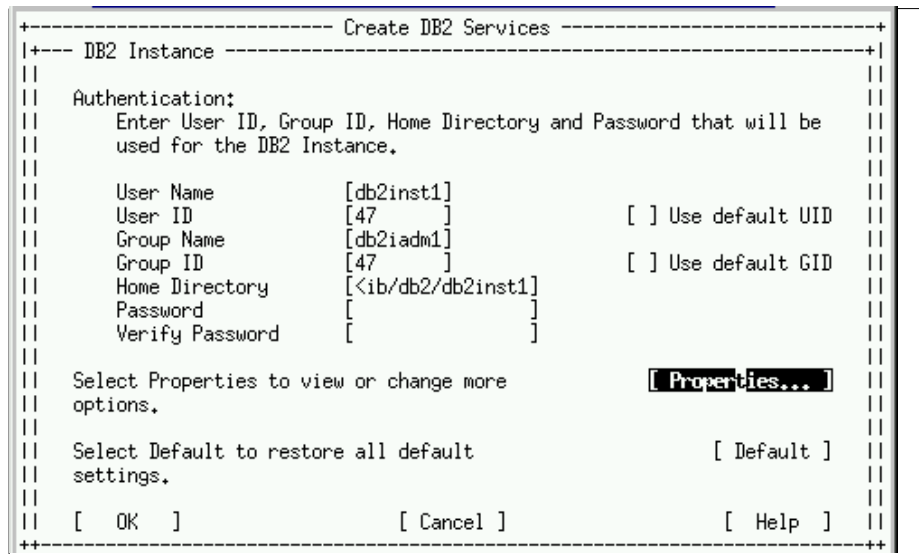 Create DB2 Services
DB2 Instance
Authentication:
Enter User ID, Group ID, Home Directory and Password that will be
used for the DB2 Instance.
User Name [db2inst1]
User ID [47 ] [ ] Use default UID
Group Name [db2iadm1]
Group ID [47 ] [ ] Use default GID
Home Directory [<ib/db2/db2inst1]
Password [ ]
Verify Password [ ]
Select Properties to view or change more [ Properties... ]
options.
Select Default to restore all default [ Default ]
settings.
[ OK ] [ Cancel ] [ Help ]